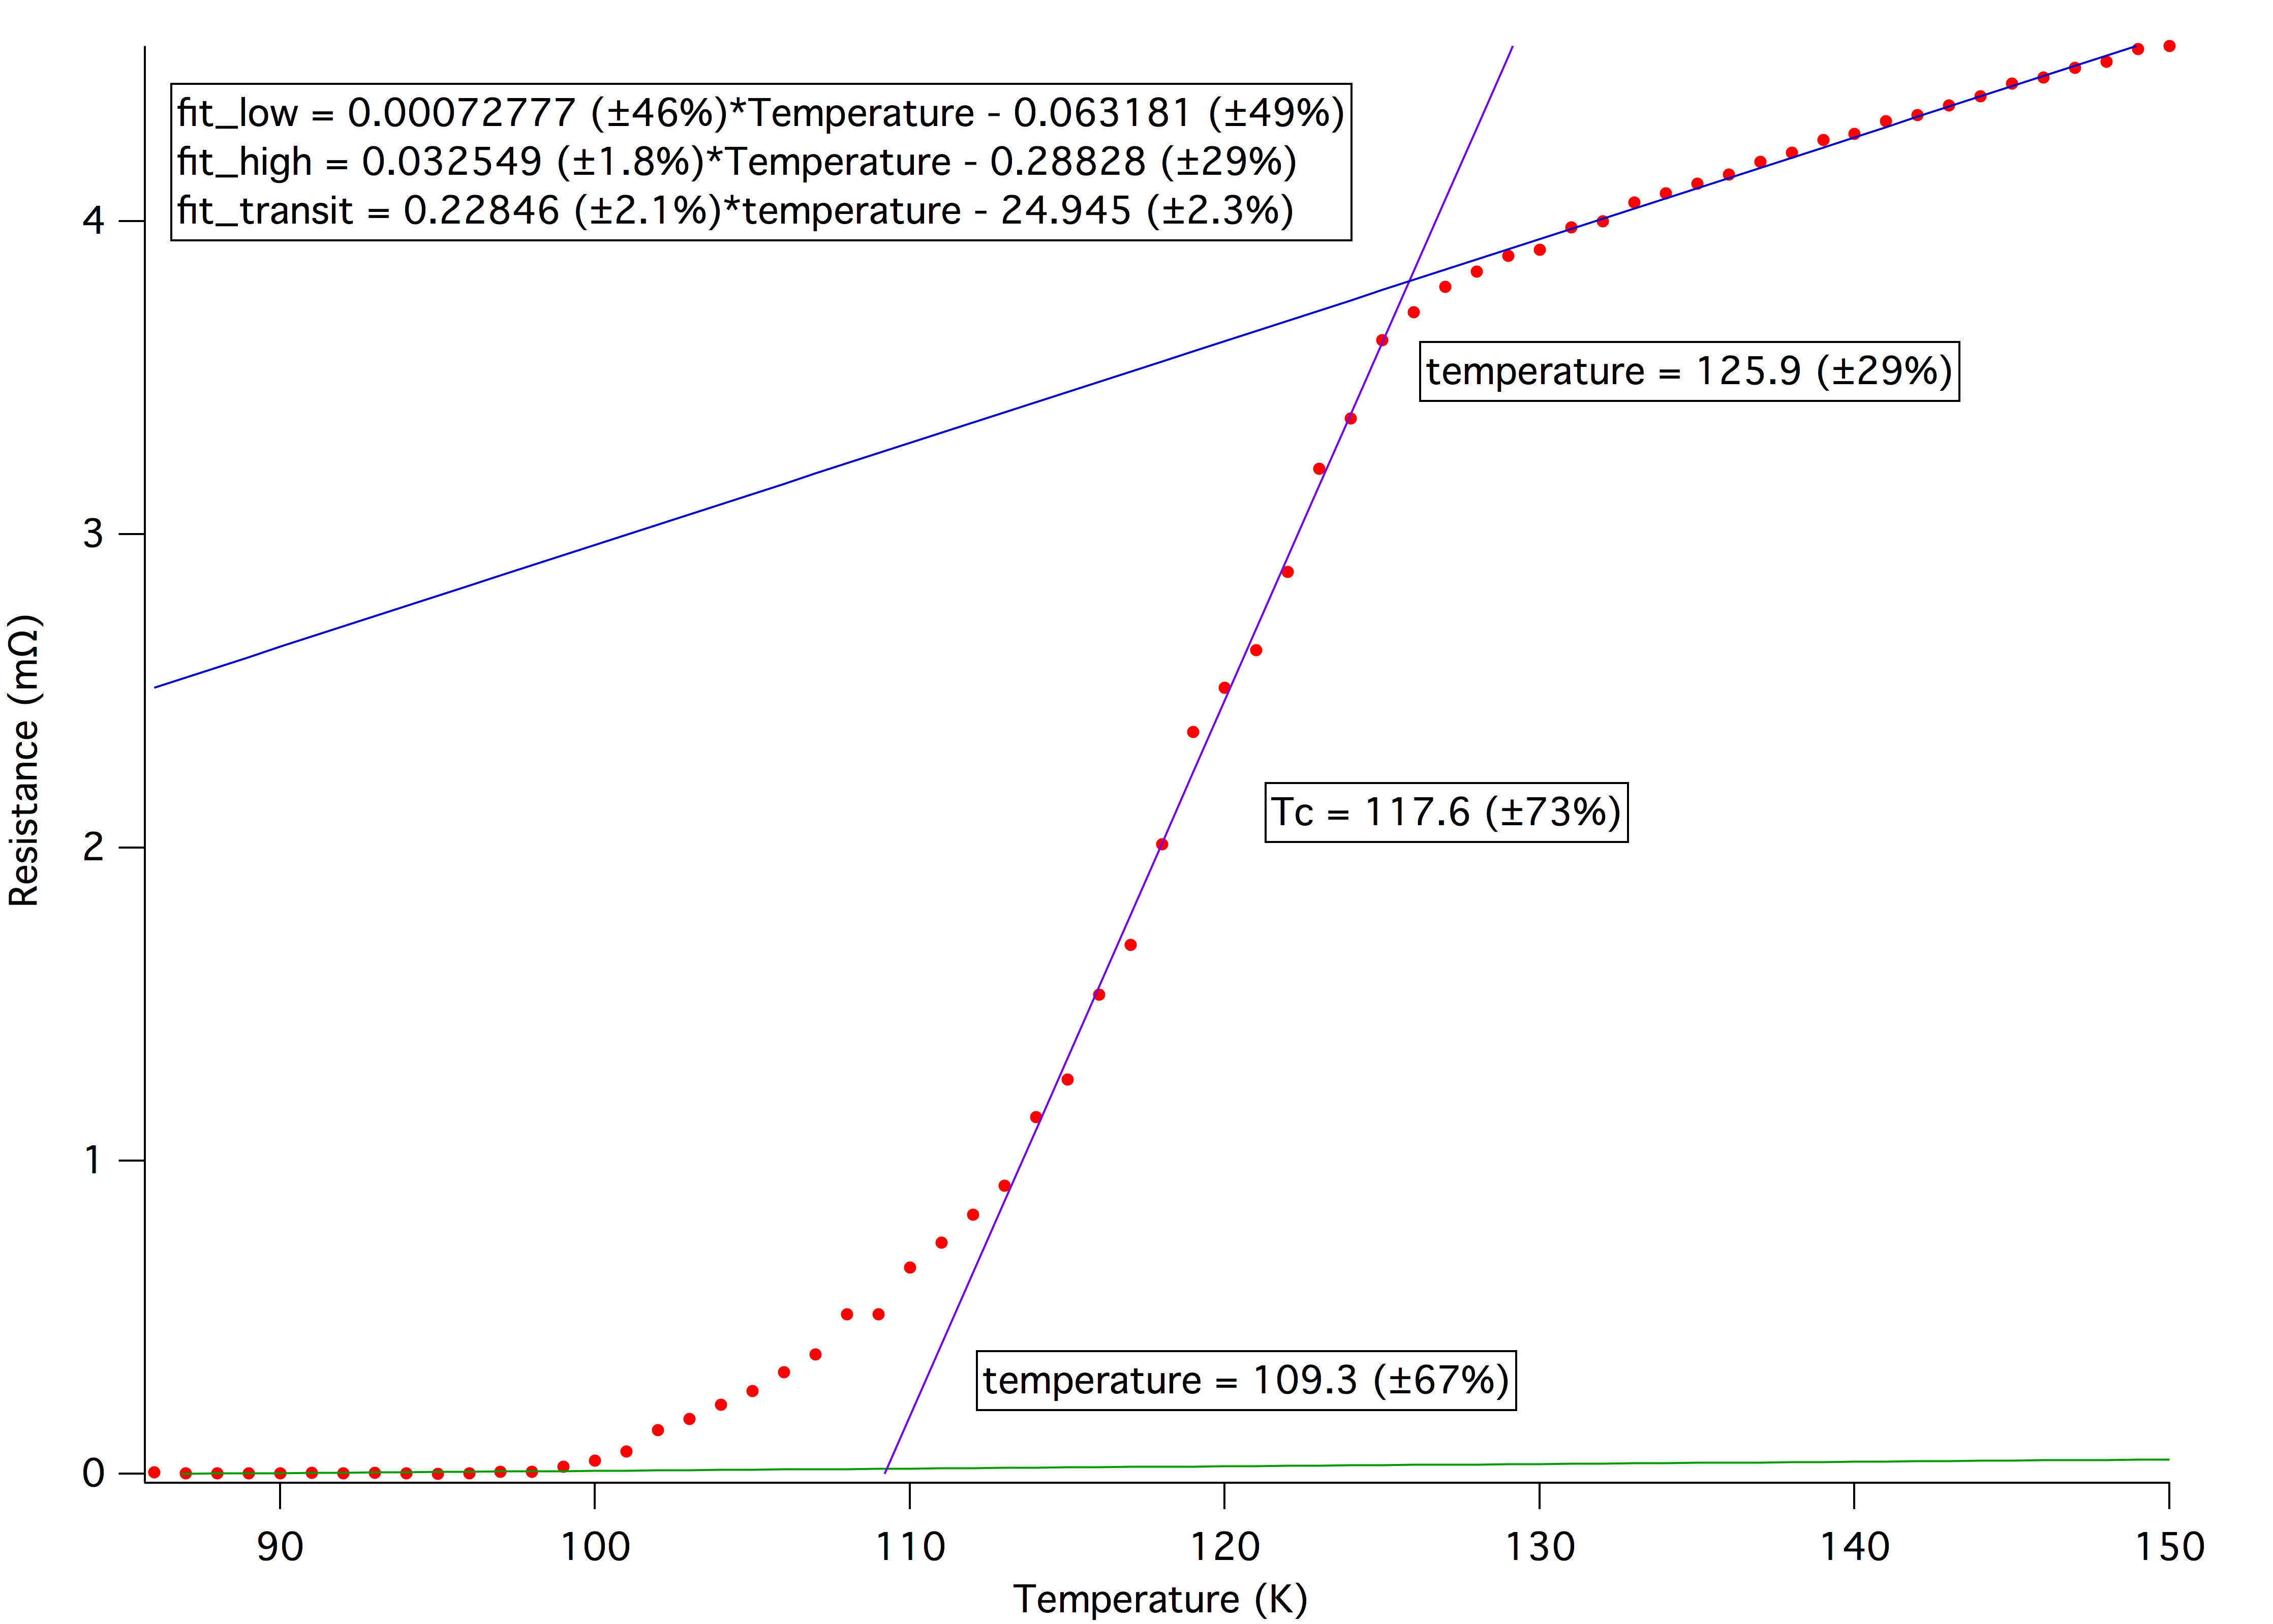 fit_low = 0.00072777 (±46%)*Temperature - 0.063181 (±49%)
fit_high = 0.032549 (±1.8%)*Temperature - 0.28828 (±29%)
fit_transit = 0.22846 (±2.1%)*temperature - 24.945 (±2.3%)
temperature = 125.9 (±29%)
Tc = 117.6 (±73%)
temperature = 109.3 (±67%)
Resistance (mΩ)
4
3
2
1
0
90 100 110 120 130 140 150
Temperature (K)